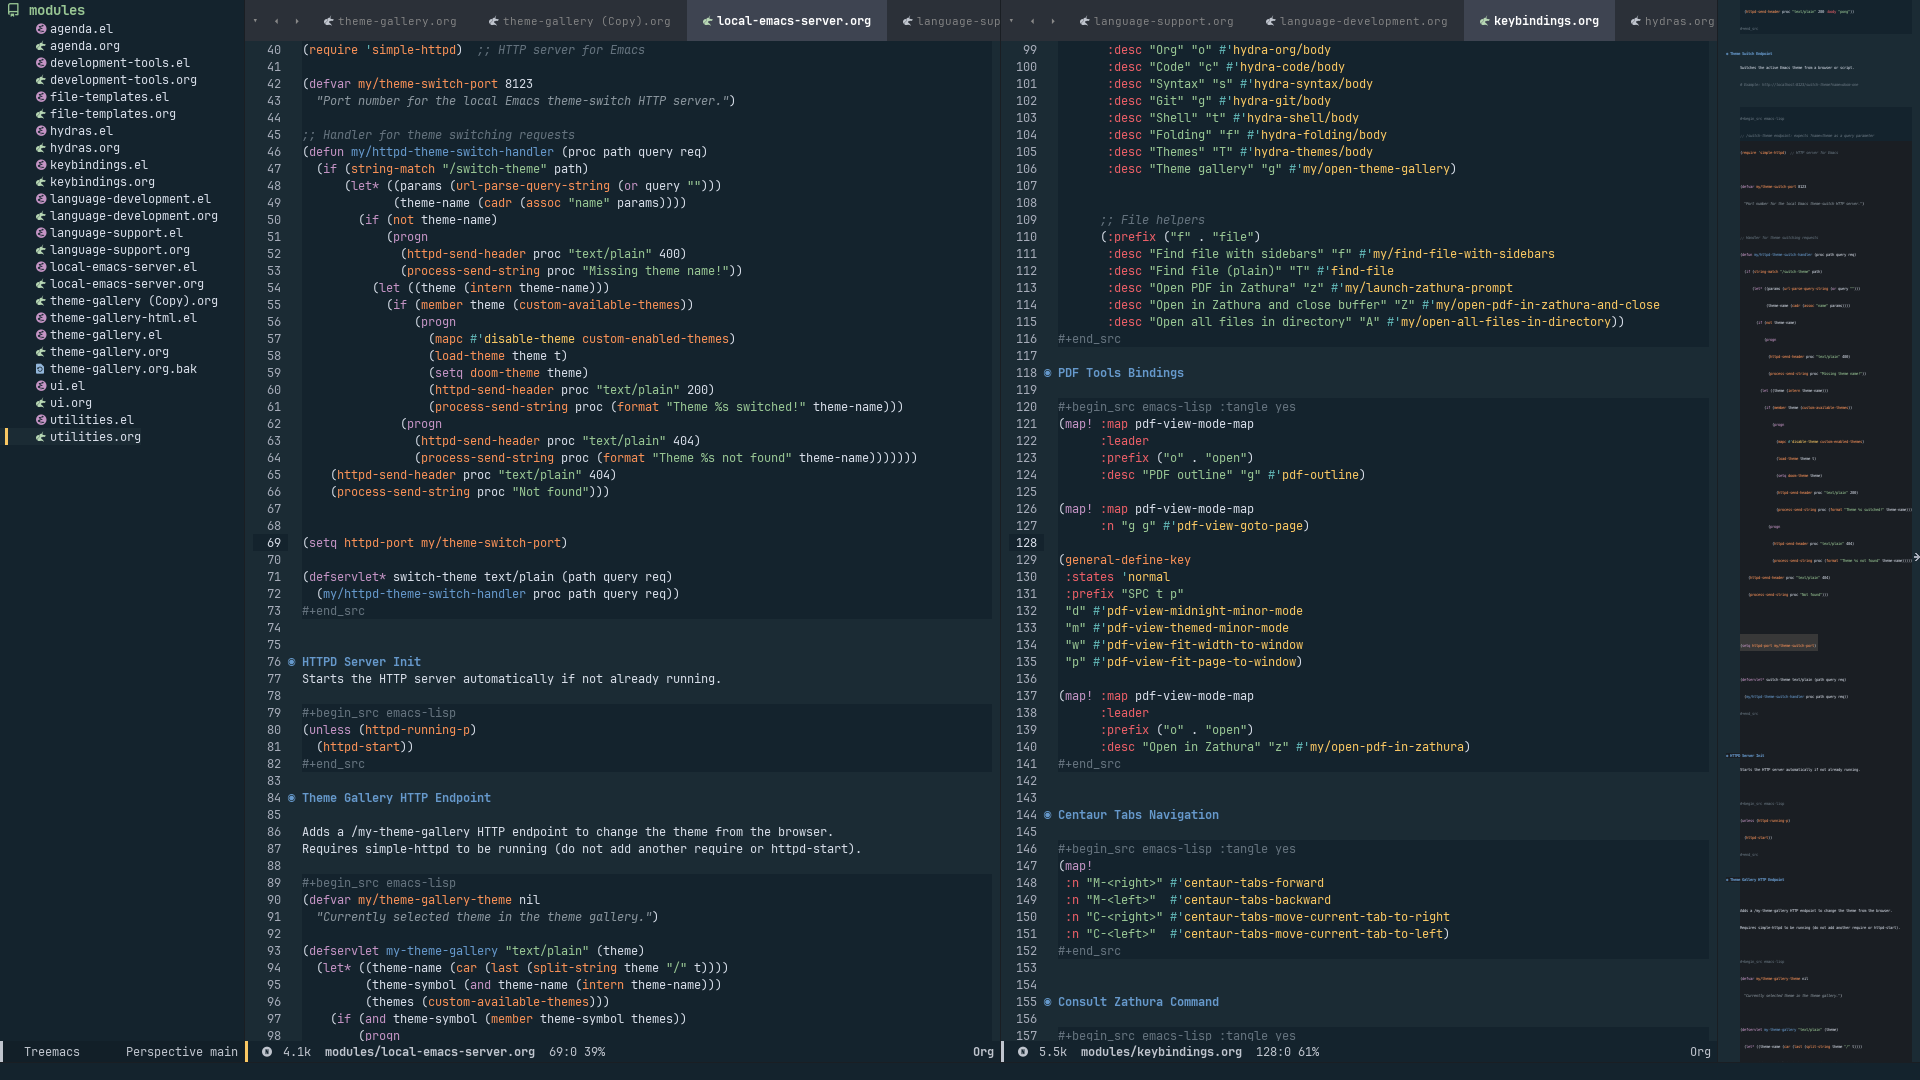 modules
agenda.el
agenda.org
development-tools.el
development-tools.org
file-templates.el
file-templates.org
hydras.el
hydras.org
keybindings.el
keybindings.org
language-development.el
language-development.org
language-support.el
language-support.org
local-emacs-server.el
local-emacs-server.org
theme-gallery (Copy).org
theme-gallery-html.el
theme-gallery.el
theme-gallery.org
theme-gallery.org.bak
ui.el
ui.org
utilities.el
utilities.org
Treemacs Perspective main
theme-gallery.org theme-gallery (Copy).org local-emacs-server.org language-sup
40 (require 'simple-httpd)  ;; HTTP server for Emacs
41
42 (defvar my/theme-switch-port 8123
43   "Port number for the local Emacs theme-switch HTTP server.")
44
45 ;; Handler for theme switching requests
46 (defun my/httpd-theme-switch-handler (proc path query req)
47   (if (string-match "/switch-theme" path)
48       (let* ((params (url-parse-query-string (or query "")))
49              (theme-name (cadr (assoc "name" params))))
50         (if (not theme-name)
51             (progn
52               (httpd-send-header proc "text/plain" 400)
53               (process-send-string proc "Missing theme name!"))
54           (let ((theme (intern theme-name)))
55             (if (member theme (custom-available-themes))
56                 (progn
57                   (mapc #'disable-theme custom-enabled-themes)
58                   (load-theme theme t)
59                   (setq doom-theme theme)
60                   (httpd-send-header proc "text/plain" 200)
61                   (process-send-string proc (format "Theme %s switched!" theme-name)))
62               (progn
63                 (httpd-send-header proc "text/plain" 404)
64                 (process-send-string proc (format "Theme %s not found" theme-name)))))))
65     (httpd-send-header proc "text/plain" 404)
66     (process-send-string proc "Not found")))
67
68
69 (setq httpd-port my/theme-switch-port)
70
71 (defservlet* switch-theme text/plain (path query req)
72   (my/httpd-theme-switch-handler proc path query req))
73 #+end_src
74
75
76 ◉ HTTPD Server Init
77 Starts the HTTP server automatically if not already running.
78
79 #+begin_src emacs-lisp
80 (unless (httpd-running-p)
81   (httpd-start))
82 #+end_src
83
84 ◉ Theme Gallery HTTP Endpoint
85
86 Adds a /my-theme-gallery HTTP endpoint to change the theme from the browser.
87 Requires simple-httpd to be running (do not add another require or httpd-start).
88
89 #+begin_src emacs-lisp
90 (defvar my/theme-gallery-theme nil
91   "Currently selected theme in the theme gallery.")
92
93 (defservlet my-theme-gallery "text/plain" (theme)
94   (let* ((theme-name (car (last (split-string theme "/" t))))
95          (theme-symbol (and theme-name (intern theme-name)))
96          (themes (custom-available-themes)))
97     (if (and theme-symbol (member theme-symbol themes))
98         (progn
4.1k modules/local-emacs-server.org 69:0 39% Org
language-support.org language-development.org keybindings.org hydras.org
99        :desc "Org" "o" #'hydra-org/body
100        :desc "Code" "c" #'hydra-code/body
101        :desc "Syntax" "s" #'hydra-syntax/body
102        :desc "Git" "g" #'hydra-git/body
103        :desc "Shell" "t" #'hydra-shell/body
104        :desc "Folding" "f" #'hydra-folding/body
105        :desc "Themes" "T" #'hydra-themes/body
106        :desc "Theme gallery" "g" #'my/open-theme-gallery)
107
108
109       ;; File helpers
110       (:prefix ("f" . "file")
111        :desc "Find file with sidebars" "f" #'my/find-file-with-sidebars
112        :desc "Find file (plain)" "T" #'find-file
113        :desc "Open PDF in Zathura" "z" #'my/launch-zathura-prompt
114        :desc "Open in Zathura and close buffer" "Z" #'my/open-pdf-in-zathura-and-close
115        :desc "Open all files in directory" "A" #'my/open-all-files-in-directory))
116 #+end_src
117
118 ◉ PDF Tools Bindings
119
120 #+begin_src emacs-lisp :tangle yes
121 (map! :map pdf-view-mode-map
122       :leader
123       :prefix ("o" . "open")
124       :desc "PDF outline" "g" #'pdf-outline)
125
126 (map! :map pdf-view-mode-map
127       :n "g g" #'pdf-view-goto-page)
128
129 (general-define-key
130  :states 'normal
131  :prefix "SPC t p"
132  "d" #'pdf-view-midnight-minor-mode
133  "m" #'pdf-view-themed-minor-mode
134  "w" #'pdf-view-fit-width-to-window
135  "p" #'pdf-view-fit-page-to-window)
136
137 (map! :map pdf-view-mode-map
138       :leader
139       :prefix ("o" . "open")
140       :desc "Open in Zathura" "z" #'my/open-pdf-in-zathura)
141 #+end_src
142
143
144 ◉ Centaur Tabs Navigation
145
146 #+begin_src emacs-lisp :tangle yes
147 (map!
148  :n "M-<right>" #'centaur-tabs-forward
149  :n "M-<left>"  #'centaur-tabs-backward
150  :n "C-<right>" #'centaur-tabs-move-current-tab-to-right
151  :n "C-<left>"  #'centaur-tabs-move-current-tab-to-left)
152 #+end_src
153
154
155 ◉ Consult Zathura Command
156
157 #+begin_src emacs-lisp :tangle yes
5.5k modules/keybindings.org 128:0 61% Org